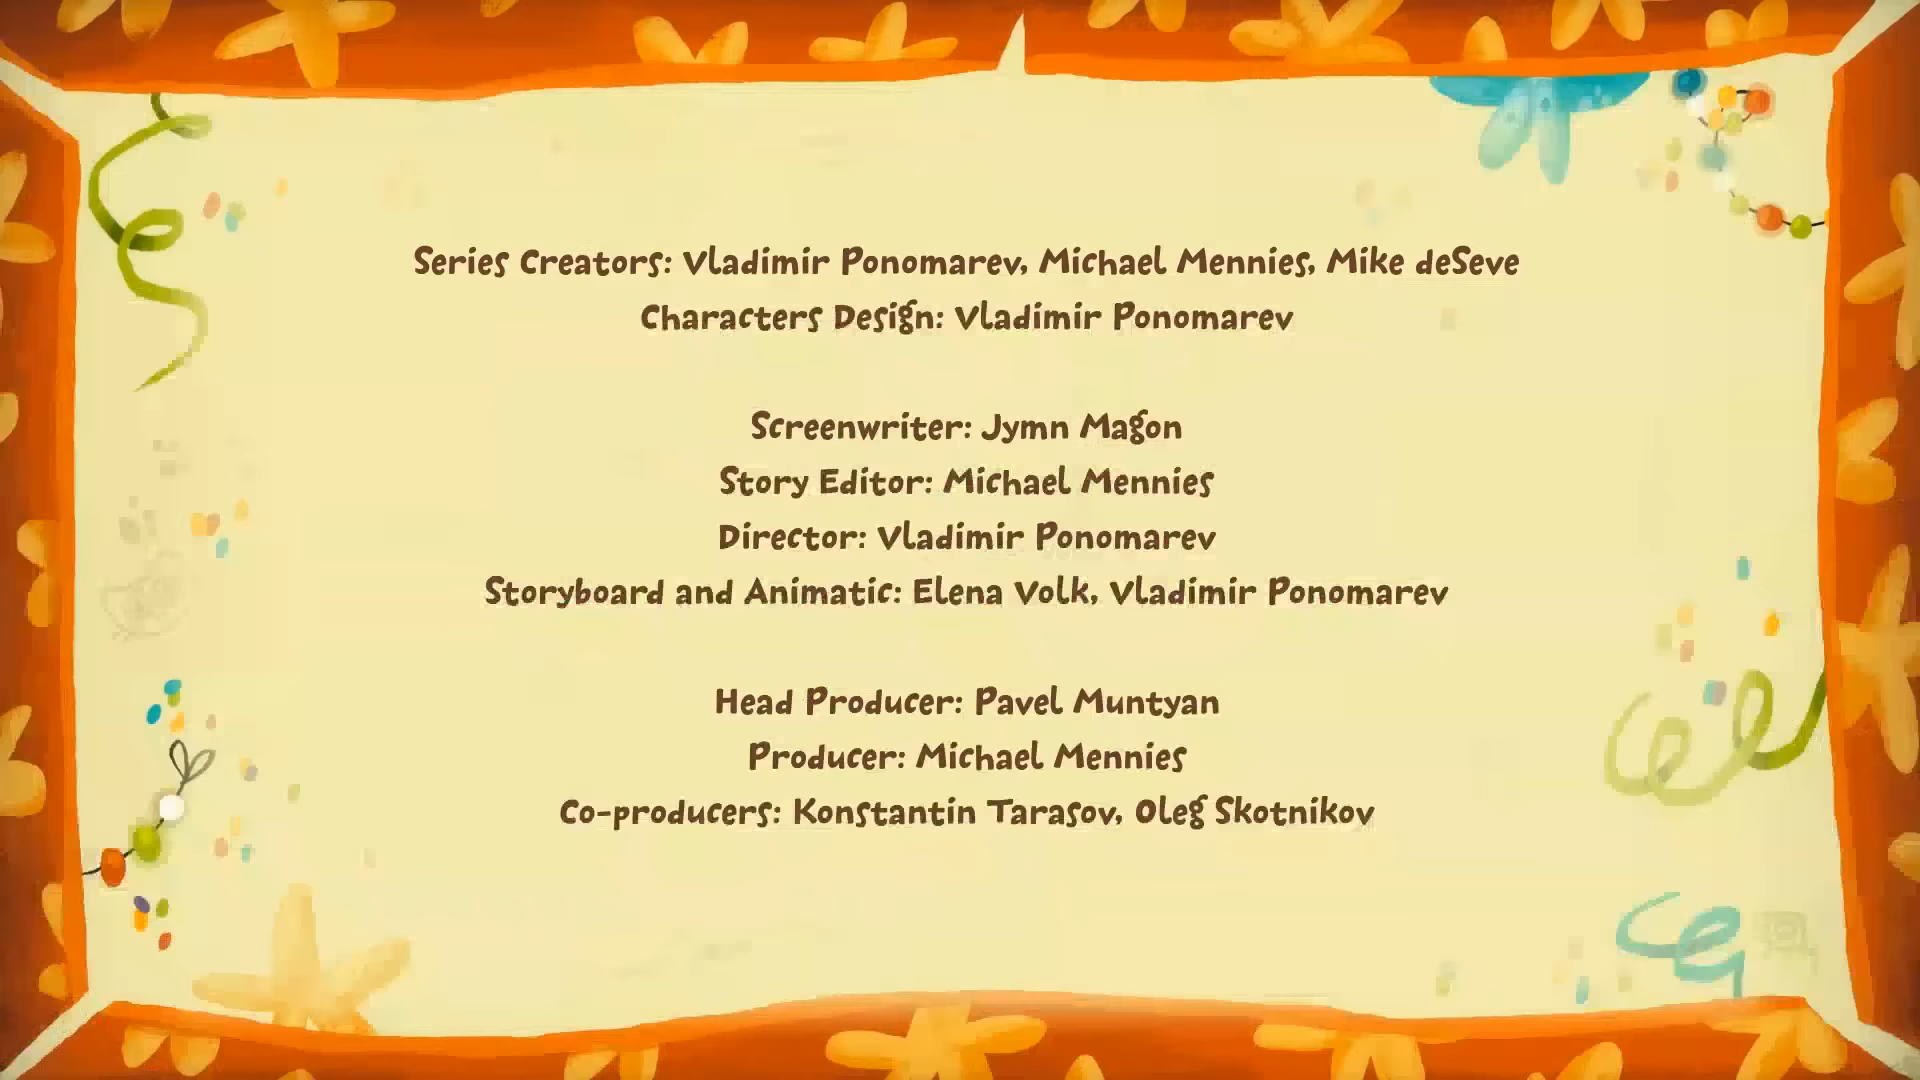 Series Creators: Vladimir Ponomarev, Michael Mennies, Mike deSeve
Characters Design: Vladimir Ponomarev
Screenwriter: Jymn Magon
Story Editor: Michael Mennies
Director: Vladimir Ponomarev
Storyboard and Animatic: Elena Volk, Vladimir Ponomarev
Head Producer: Pavel Muntyan
Producer: Michael Mennies
Co-producers: Konstantin Tarasov, Oleg Skotnikov